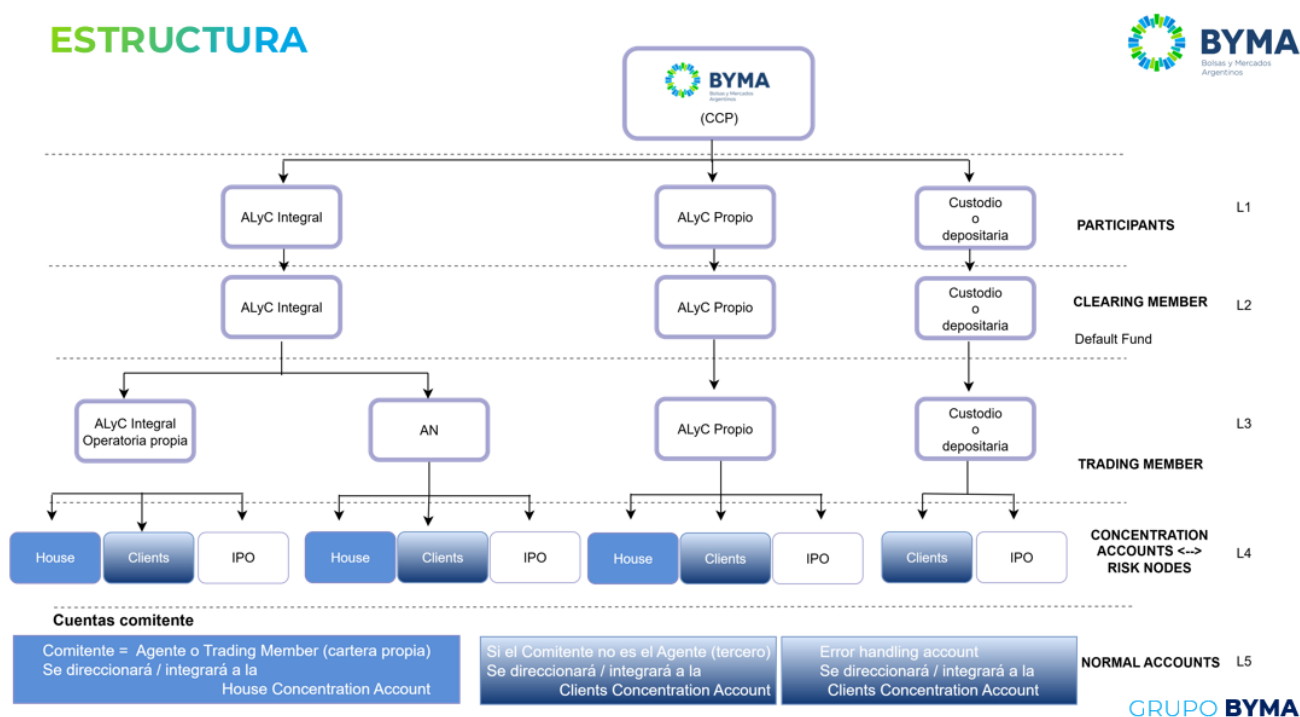 ESTRUCTURA
BYMA
Bolsas y Mercados
Argentinos
BYMA
Bolsas y Mercados
Argentinos
(CCP)
ALyC Integral
ALyC Propio
Custodio
o
depositaria
PARTICIPANTS
L1
ALyC Integral
ALyC Propio
Custodio
o
depositaria
CLEARING MEMBER
L2
Default Fund
ALyC Integral
Operatoria propia
AN
ALyC Propio
Custodio
o
depositaria
L3
TRADING MEMBER
House
Clients
IPO
House
Clients
IPO
House
Clients
IPO
Clients
IPO
CONCENTRATION
ACCOUNTS <-->
RISK NODES
L4
Cuentas comitente
Comitente = Agente o Trading Member (cartera propia)
Se direccionará / integrará a la
House Concentration Account
Si el Comitente no es el Agente (tercero)
Se direccionará / integrará a la
Clients Concentration Account
Error handling account
Se direccionará / integrará a la
Clients Concentration Account
NORMAL ACCOUNTS
L5
GRUPO BYMA